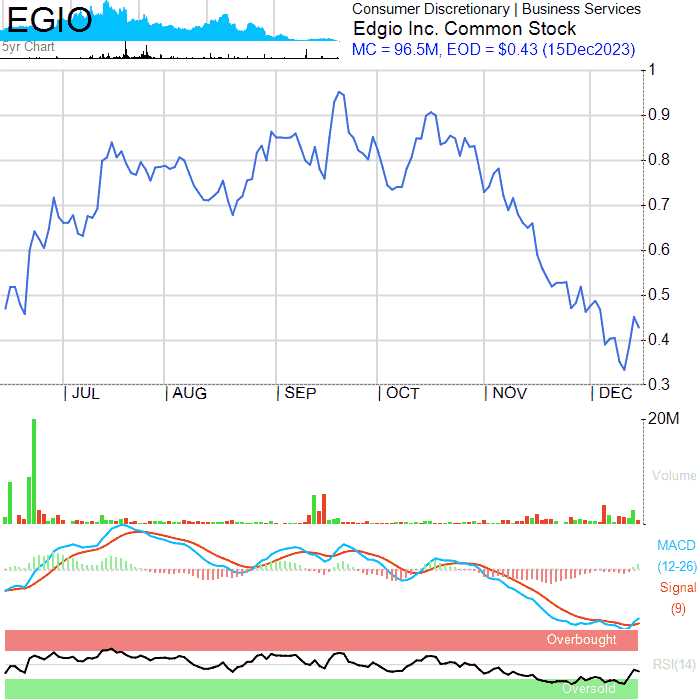 EGIO
5yr Chart
Consumer Discretionary | Business Services
Edgio Inc. Common Stock
MC = 96.5M, EOD = $0.43 (15Dec2023)
1
0.9
0.8
0.7
0.6
0.5
0.4
0.3
| JUL | AUG | SEP | OCT | NOV | DEC
20M
Volume
MACD
(12-26)
Signal
(9)
Overbought
RSI(14)
Oversold